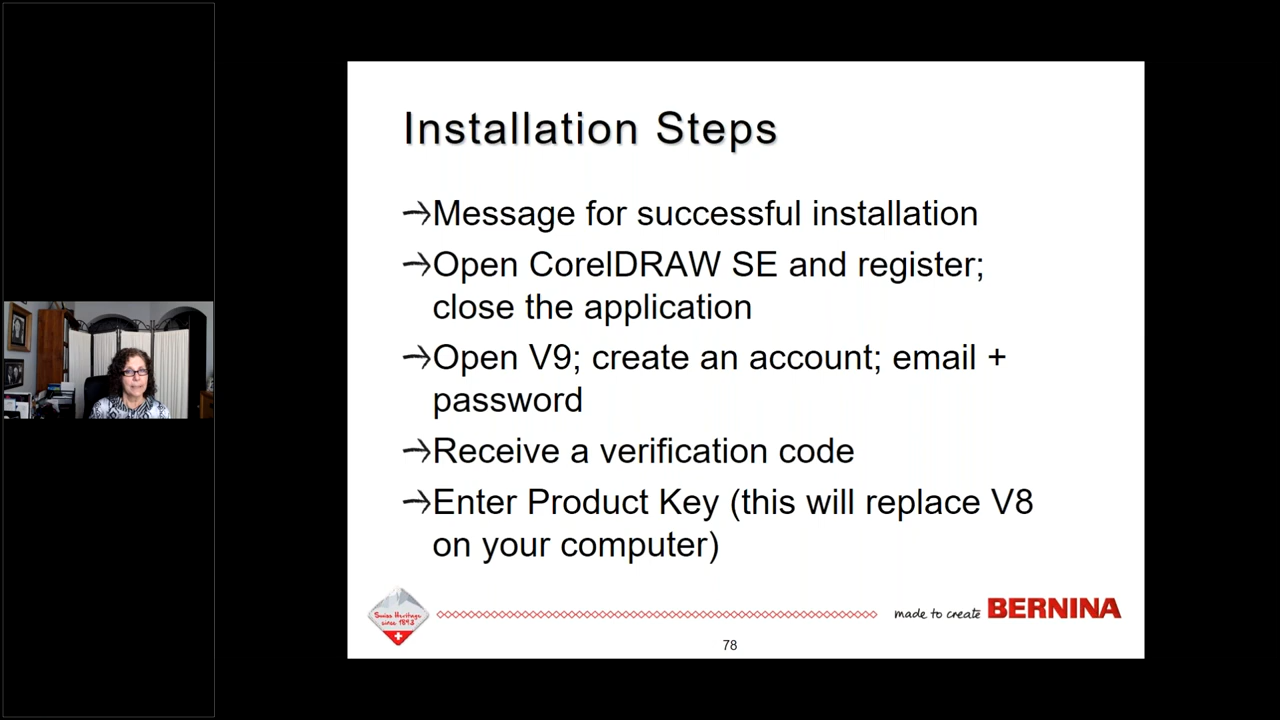 Installation Steps
→Message for successful installation
→Open CorelDRAW SE and register;
close the application
→Open V9; create an account; email +
password
→Receive a verification code
→Enter Product Key (this will replace V8
on your computer)
Swiss Heritage
since 1893
made to create BERNINA
78